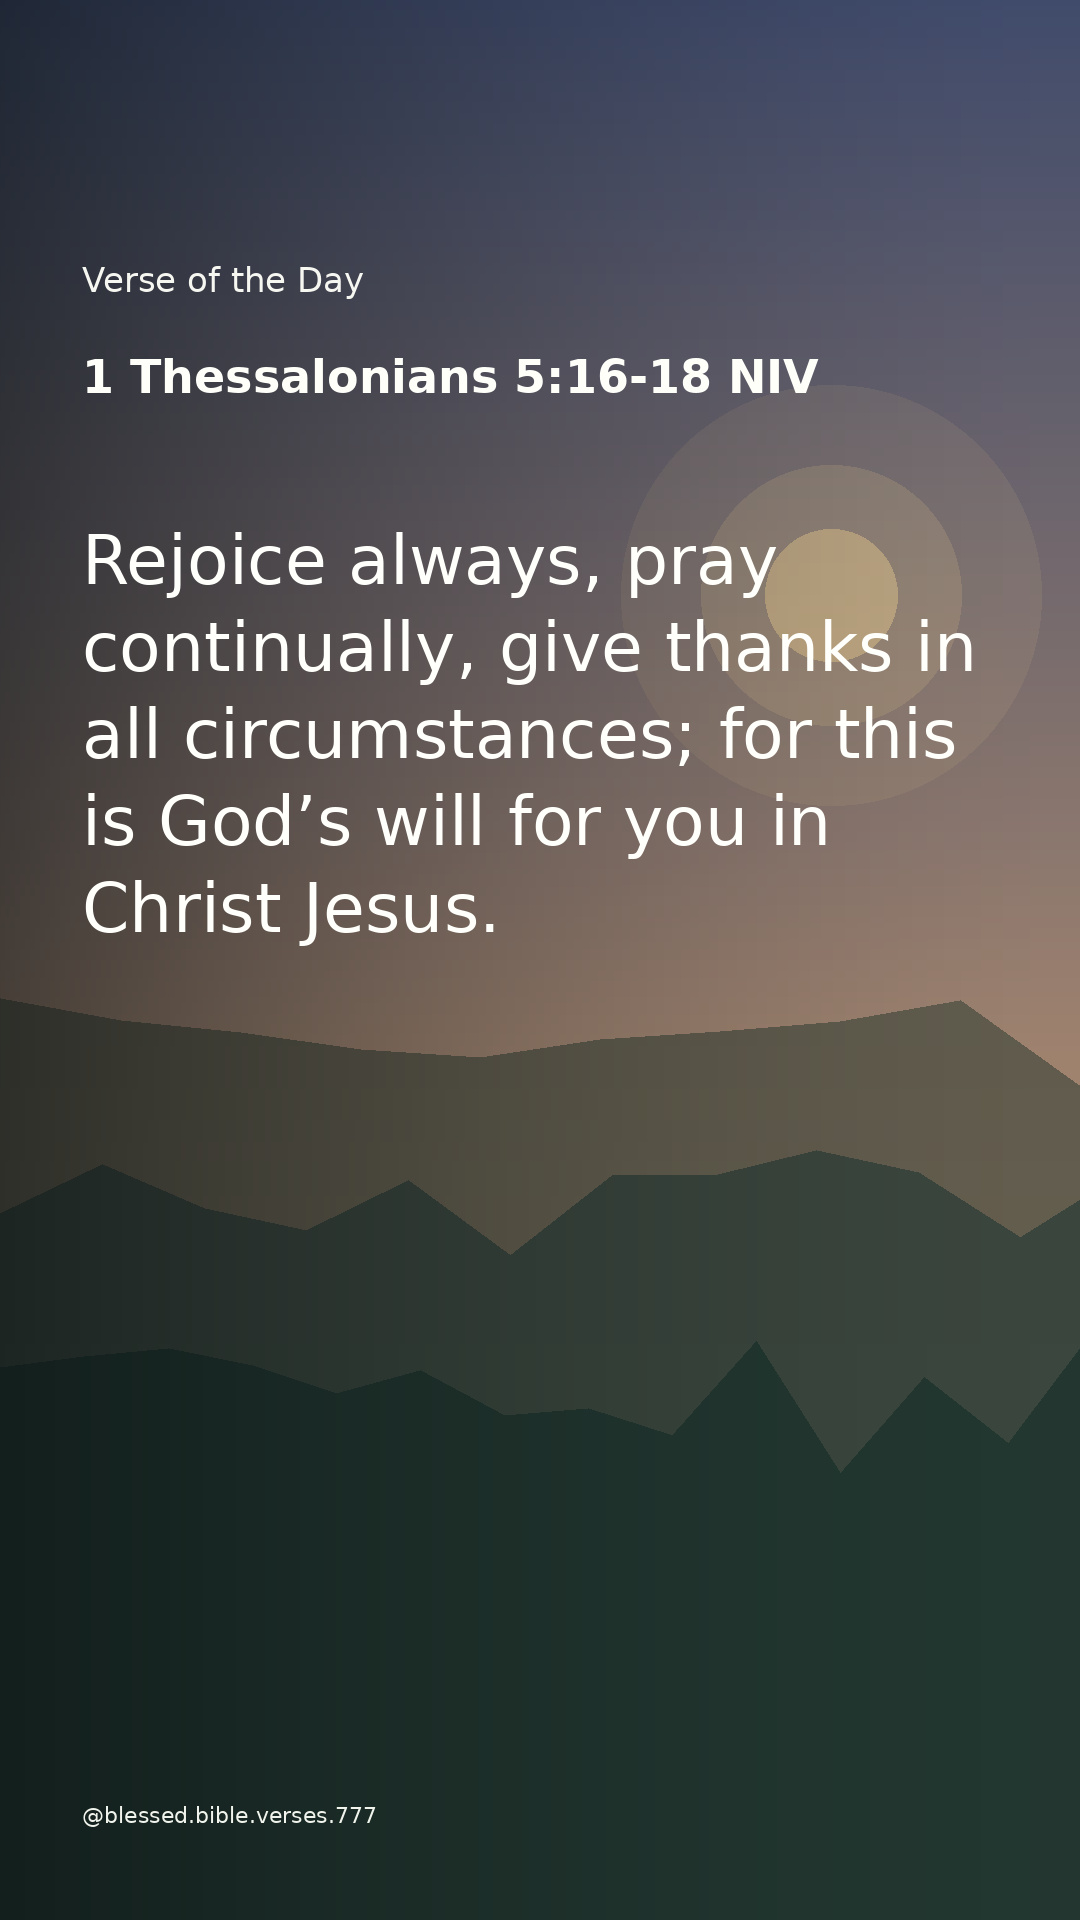 Verse of the Day
1 Thessalonians 5:16-18 NIV
Rejoice always, pray
continually, give thanks in
all circumstances; for this
is God’s will for you in
Christ Jesus.
@blessed.bible.verses.777